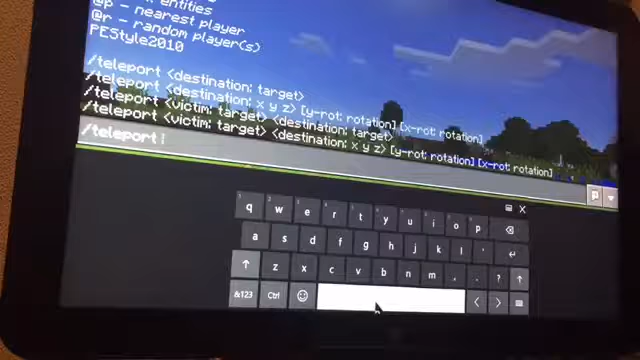 entities
@p - nearest player
@r - random player(s)
PEStyle2010
/teleport <destination: target>
/teleport <destination: x y z> [y-rot: rotation] [x-rot: rotation]
/teleport <victim: target> <destination: target>
/teleport <victim: target> <destination: x y z> [y-rot: rotation] [x-rot: rotation]
/teleport
q w e r t y u i o p
a s d f g h j k l '
z x c v b n m , . ?
&123 Ctrl